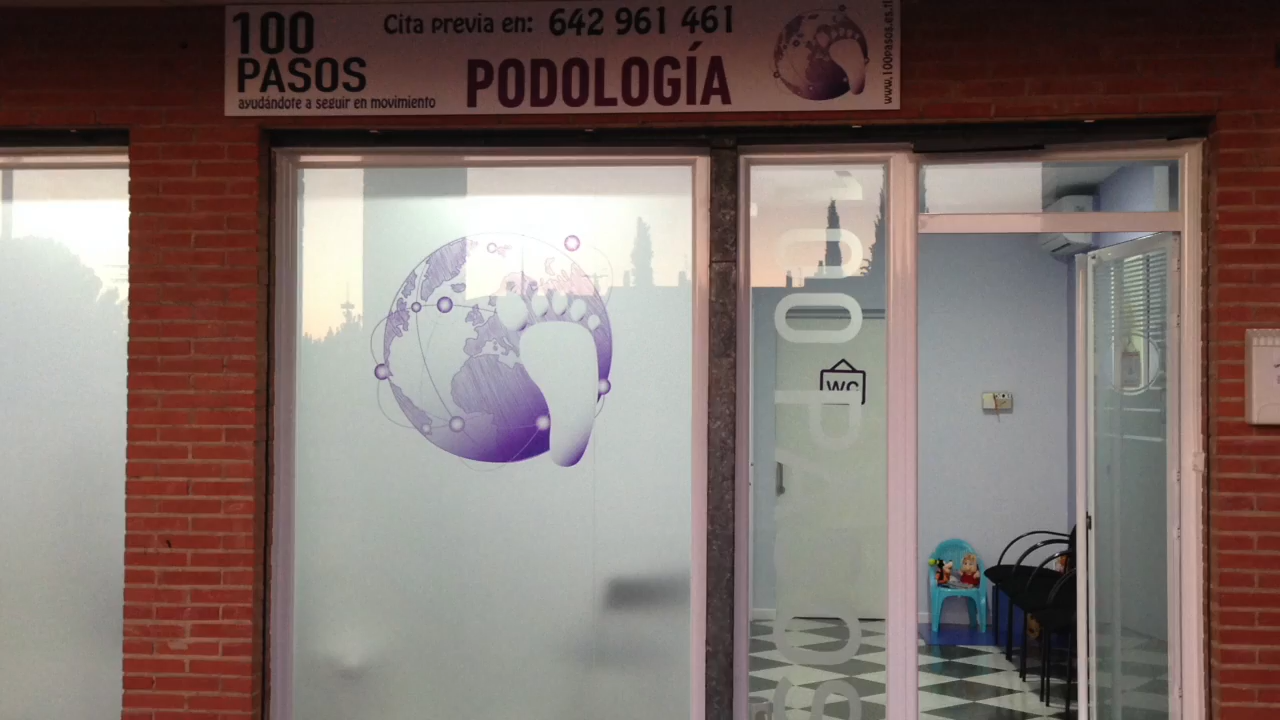 100
PASOS
ayudándote a seguir en movimiento
Cita previa en: 642 961 461
PODOLOGÍA
WC